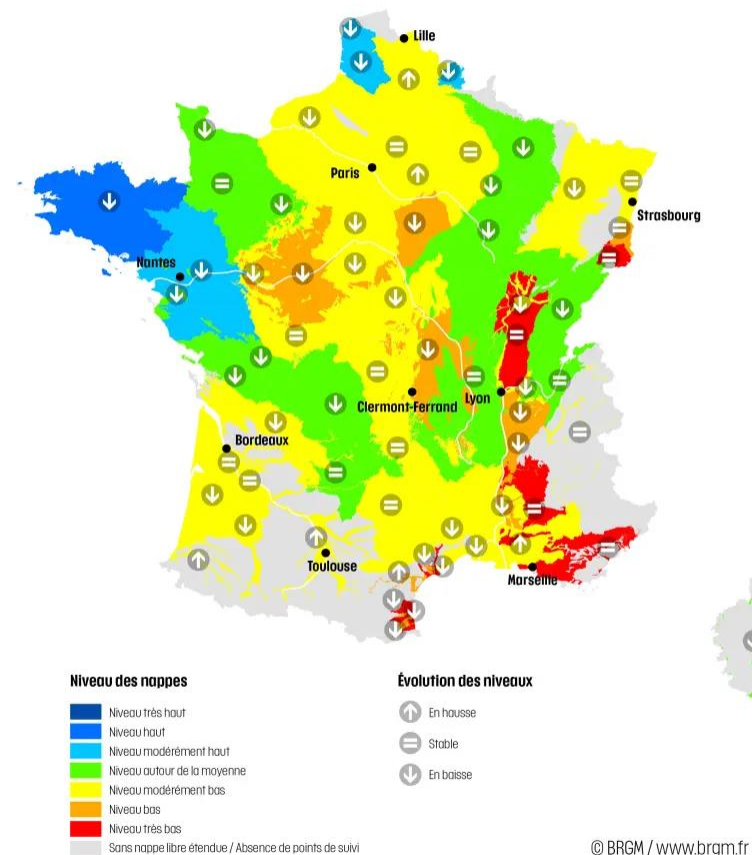 Lille
Paris
Strasbourg
Nantes
Clermont-Ferrand
Lyon
Bordeaux
Toulouse
Marseille
Niveau des nappes
Niveau très haut
Niveau haut
Niveau modérément haut
Niveau autour de la moyenne
Niveau modérément bas
Niveau bas
Niveau très bas
Sans nappe libre étendue / Absence de points de suivi
Évolution des niveaux
En hausse
Stable
En baisse
© BRGM / www.brgm.fr